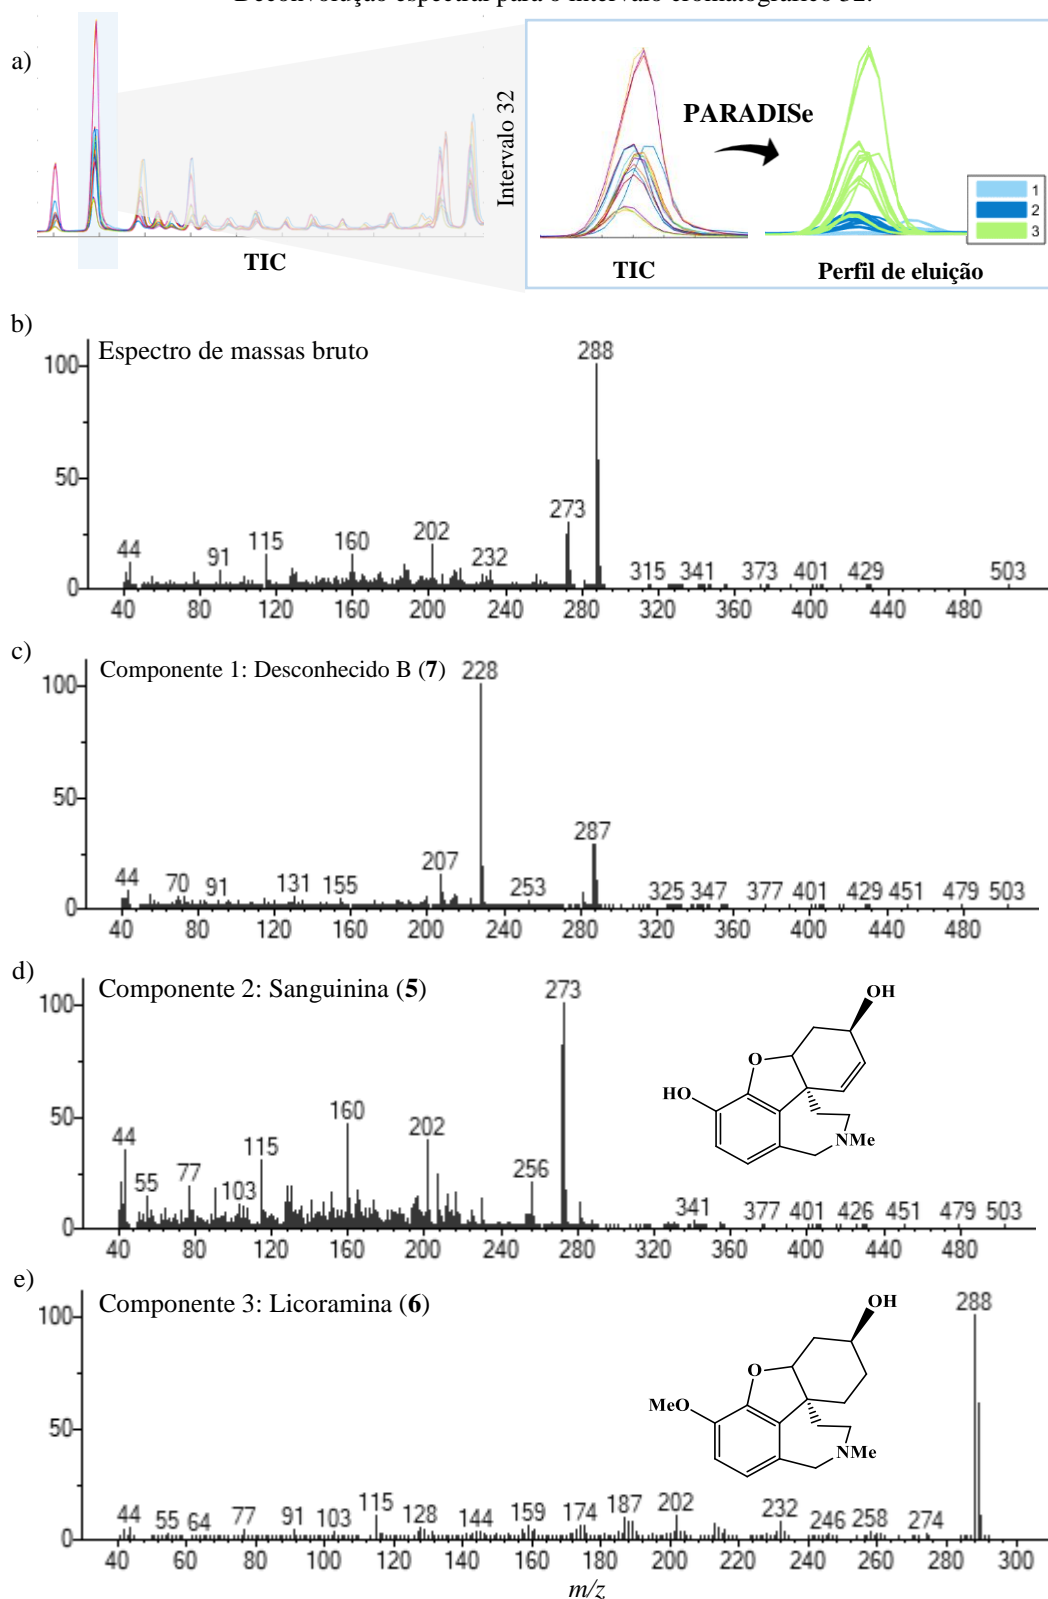 Deconvolução espectral para o intervalo cromatográfico 32.
a)
Intervalo 32
PARADISe
1
2
3
TIC
TIC
Perfil de eluição
b)
Espectro de massas bruto
288
100
50
0
44
91
115
160
202
232
273
315
341
373
401
429
503
40 80 120 160 200 240 280 320 360 400 440 480
c)
Componente 1: Desconhecido B (7)
228
100
50
0
44
70
91
131
155
207
253
287
325
347
377
401
429
451
479
503
40 80 120 160 200 240 280 320 360 400 440 480
d)
Componente 2: Sanguinina (5)
273
100
50
0
44
55
77
103
115
160
202
256
341
377
401
426
451
479
503
OH
O
HO
NMe
40 80 120 160 200 240 280 320 360 400 440 480
e)
Componente 3: Licoramina (6)
288
100
50
0
44
55
64
77
91
103
115
128
144
159
174
187
202
232
246
258
274
OH
O
MeO
NMe
40 60 80 100 120 140 160 180 200 220 240 260 280 300
m/z